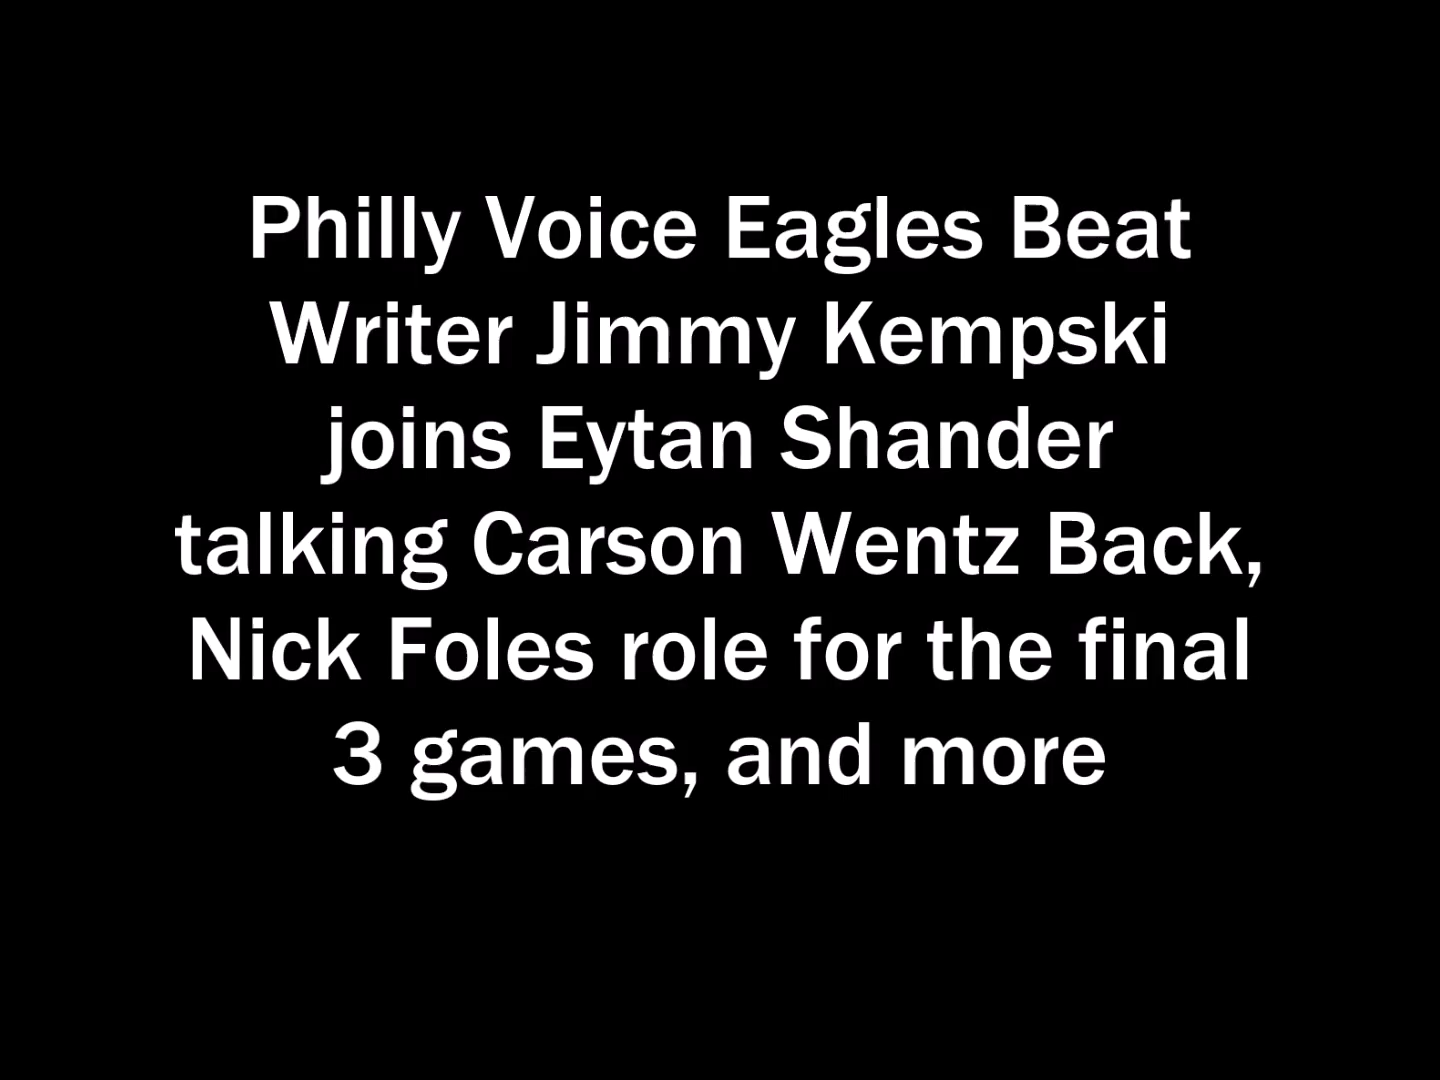 Philly Voice Eagles Beat
Writer Jimmy Kempski
joins Eytan Shander
talking Carson Wentz Back,
Nick Foles role for the final
3 games, and more